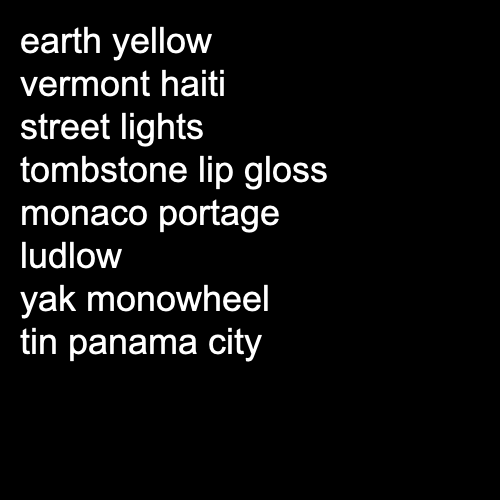 earth yellow
vermont haiti
street lights
tombstone lip gloss
monaco portage
ludlow
yak monowheel
tin panama city